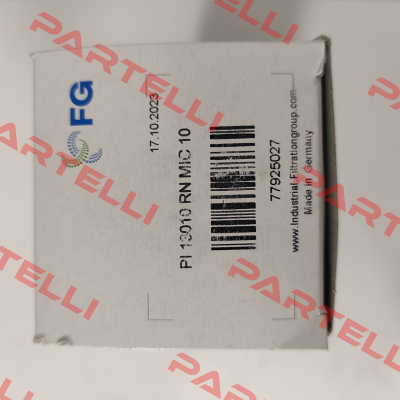 FG
17.10.2023
PI 13010 RN MIC 10
77925027
www.Industrial.Filtrationgroup.com
Made in Germany
PARTELLI
PARTELLI
PARTELLI
PARTELLI
PARTELLI